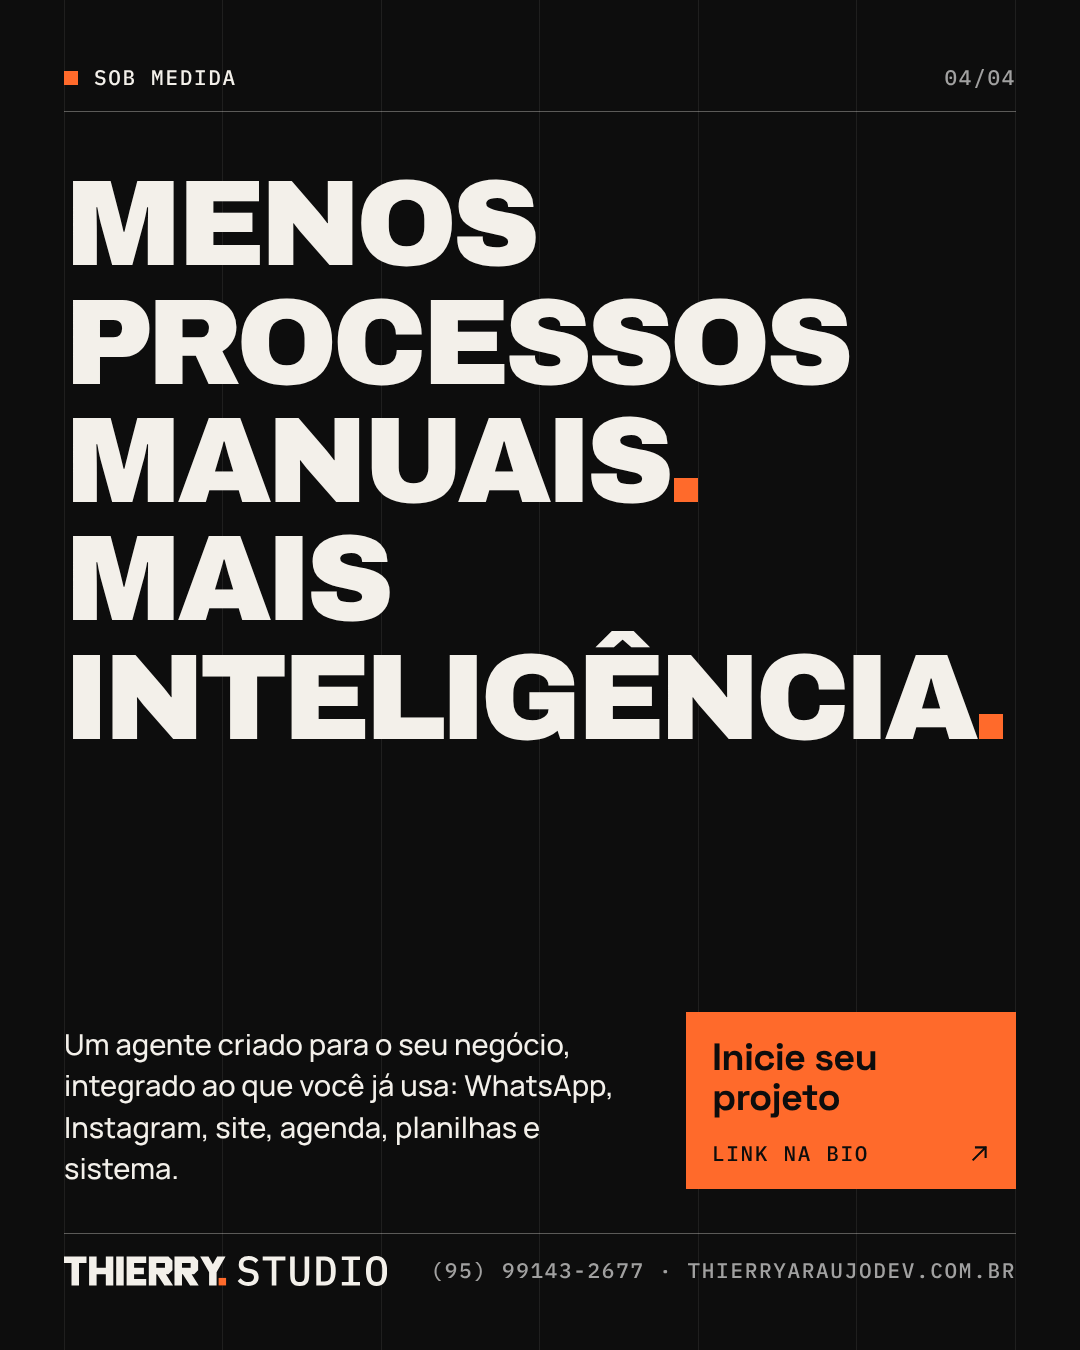 SOB MEDIDA
04/04
MENOS
PROCESSOS
MANUAIS.
MAIS
INTELIGÊNCIA.
Um agente criado para o seu negócio,
integrado ao que você já usa: WhatsApp,
Instagram, site, agenda, planilhas e
sistema.
Inicie seu
projeto
LINK NA BIO
THIERRY. STUDIO
(95) 99143-2677 · THIERRYARAUJODEV.COM.BR